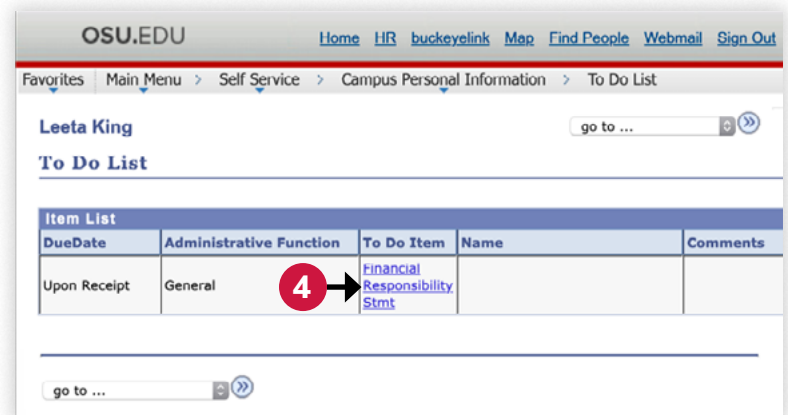 OSU.EDU Home HR buckeyelink Map Find People Webmail Sign Out
Favorites Main Menu > Self Service > Campus Personal Information > To Do List
Leeta King go to ...
To Do List
Item List
DueDate Administrative Function To Do Item Name Comments
Upon Receipt General 4 Financial
Responsibility
Stmt
go to ...